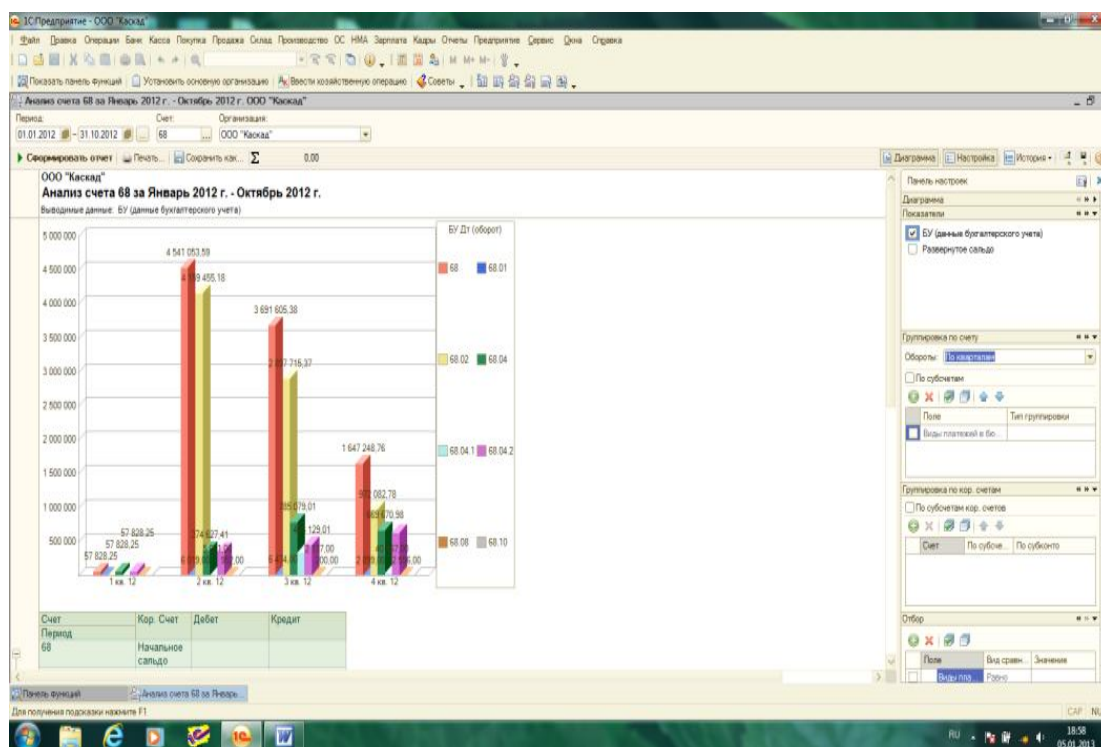 1С:Предприятие - ООО "Каскад"
Файл Правка Операции Банк Касса Покупка Продажа Склад Производство ОС НМА Зарплата Кадры Отчеты Предприятие Сервис Окна Справка
M M+ M-
Показать панель функций Установить основную организацию Ввести хозяйственную операцию Советы
Анализ счета 68 за Январь 2012 г. - Октябрь 2012 г. ООО "Каскад"
Период: Счет: Организация:
01.01.2012 - 31.10.2012 ... 68 ... ООО "Каскад"
Сформировать отчет Печать... Сохранить как... Σ 0.00 Диаграмма Настройка История
ООО "Каскад"
Анализ счета 68 за Январь 2012 г. - Октябрь 2012 г.
Выводимые данные: БУ (данные бухгалтерского учета)
БУ Дт (оборот)
5 000 000
4 500 000
4 000 000
3 500 000
3 000 000
2 500 000
2 000 000
1 500 000
1 000 000
500 000
4 541 053,59
3 691 605,38
1 647 248,76
57 828,25
57 828,25
57 828,25
1 кв. 12 2 кв. 12 3 кв. 12 4 кв. 12
68 68.01
68.02 68.04
68.04.1 68.04.2
68.08 68.10
Счет Кор. Счет Дебет Кредит
Период
68 Начальное
сальдо
Панель настроек
Диаграмма
Показатели
БУ (данные бухгалтерского учета)
Развернутое сальдо
Группировка по счету
Обороты: По кварталам
По субсчетам
Поле Тип группировки
Виды платежей в бю...
Группировка по кор. счетам
По субсчетам кор. счетов
Счет По субсче... По субконто
Отбор
Поле Вид сравн... Значение
Виды пла... Равно
Панель функций Анализ счета 68 за Январь...
Для получения подсказки нажмите F1 CAP NU
RU 18:58
05.01.2013